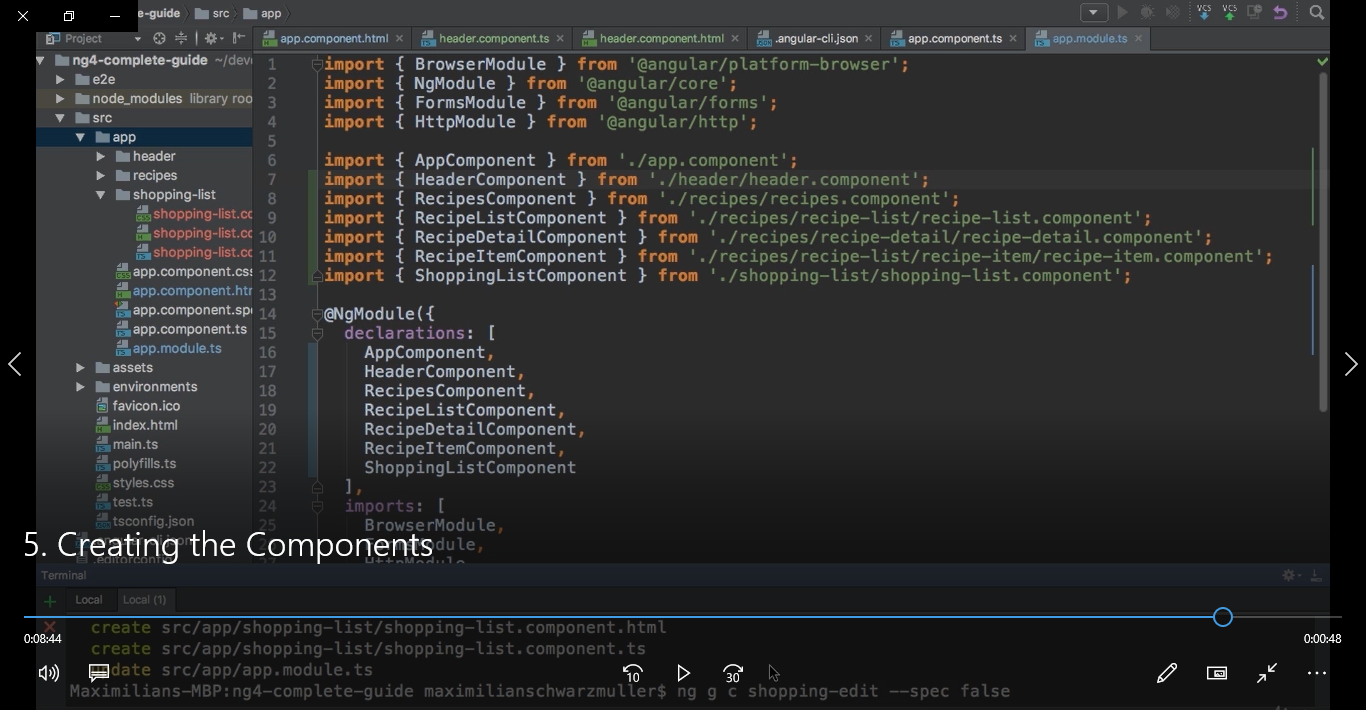 e-guide src app
Project
app.component.html header.component.ts header.component.html .angular-cli.json app.component.ts app.module.ts
ng4-complete-guide ~/dev
e2e
node_modules library roo
src
app
header
recipes
shopping-list
shopping-list.co
shopping-list.co
shopping-list.co
app.component.css
app.component.htm
app.component.spe
app.component.ts
app.module.ts
assets
environments
favicon.ico
index.html
main.ts
polyfills.ts
styles.css
test.ts
tsconfig.json
1 import { BrowserModule } from '@angular/platform-browser';
2 import { NgModule } from '@angular/core';
3 import { FormsModule } from '@angular/forms';
4 import { HttpModule } from '@angular/http';
5
6 import { AppComponent } from './app.component';
7 import { HeaderComponent } from './header/header.component';
8 import { RecipesComponent } from './recipes/recipes.component';
9 import { RecipeListComponent } from './recipes/recipe-list/recipe-list.component';
10 import { RecipeDetailComponent } from './recipes/recipe-detail/recipe-detail.component';
11 import { RecipeItemComponent } from './recipes/recipe-list/recipe-item/recipe-item.component';
12 import { ShoppingListComponent } from './shopping-list/shopping-list.component';
13
14 @NgModule({
15 declarations: [
16 AppComponent,
17 HeaderComponent,
18 RecipesComponent,
19 RecipeListComponent,
20 RecipeDetailComponent,
21 RecipeItemComponent,
22 ShoppingListComponent
23 ],
24 imports: [
25 BrowserModule,
FormsModule,
HttpModule
5. Creating the Components
Terminal
Local Local (1)
create src/app/shopping-list/shopping-list.component.html
0:08:44 0:00:48
create src/app/shopping-list/shopping-list.component.ts
update src/app/app.module.ts
10 30
Maximilians-MBP:ng4-complete-guide maximilianschwarzmuller$ ng g c shopping-edit --spec false